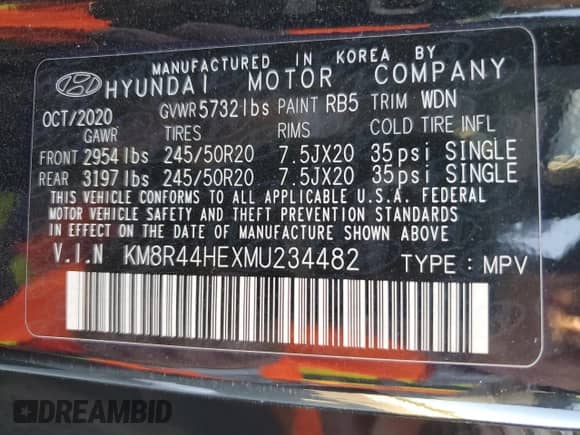 MANUFACTURED IN KOREA BY
HYUNDAI MOTOR COMPANY
OCT/2020 GVWR 5732 lbs PAINT RB5 TRIM WDN
GAWR TIRES RIMS COLD TIRE INFL
FRONT 2954 lbs 245/50R20 7.5JX20 35psi SINGLE
REAR 3197 lbs 245/50R20 7.5JX20 35psi SINGLE
THIS VEHICLE CONFORMS TO ALL APPLICABLE U.S.A. FEDERAL
MOTOR VEHICLE SAFETY AND THEFT PREVENTION STANDARDS
IN EFFECT ON THE DATE OF MANUFACTURE SHOWN ABOVE
V.I.N KM8R44HEXMU234482 TYPE : MPV
DREAMBID